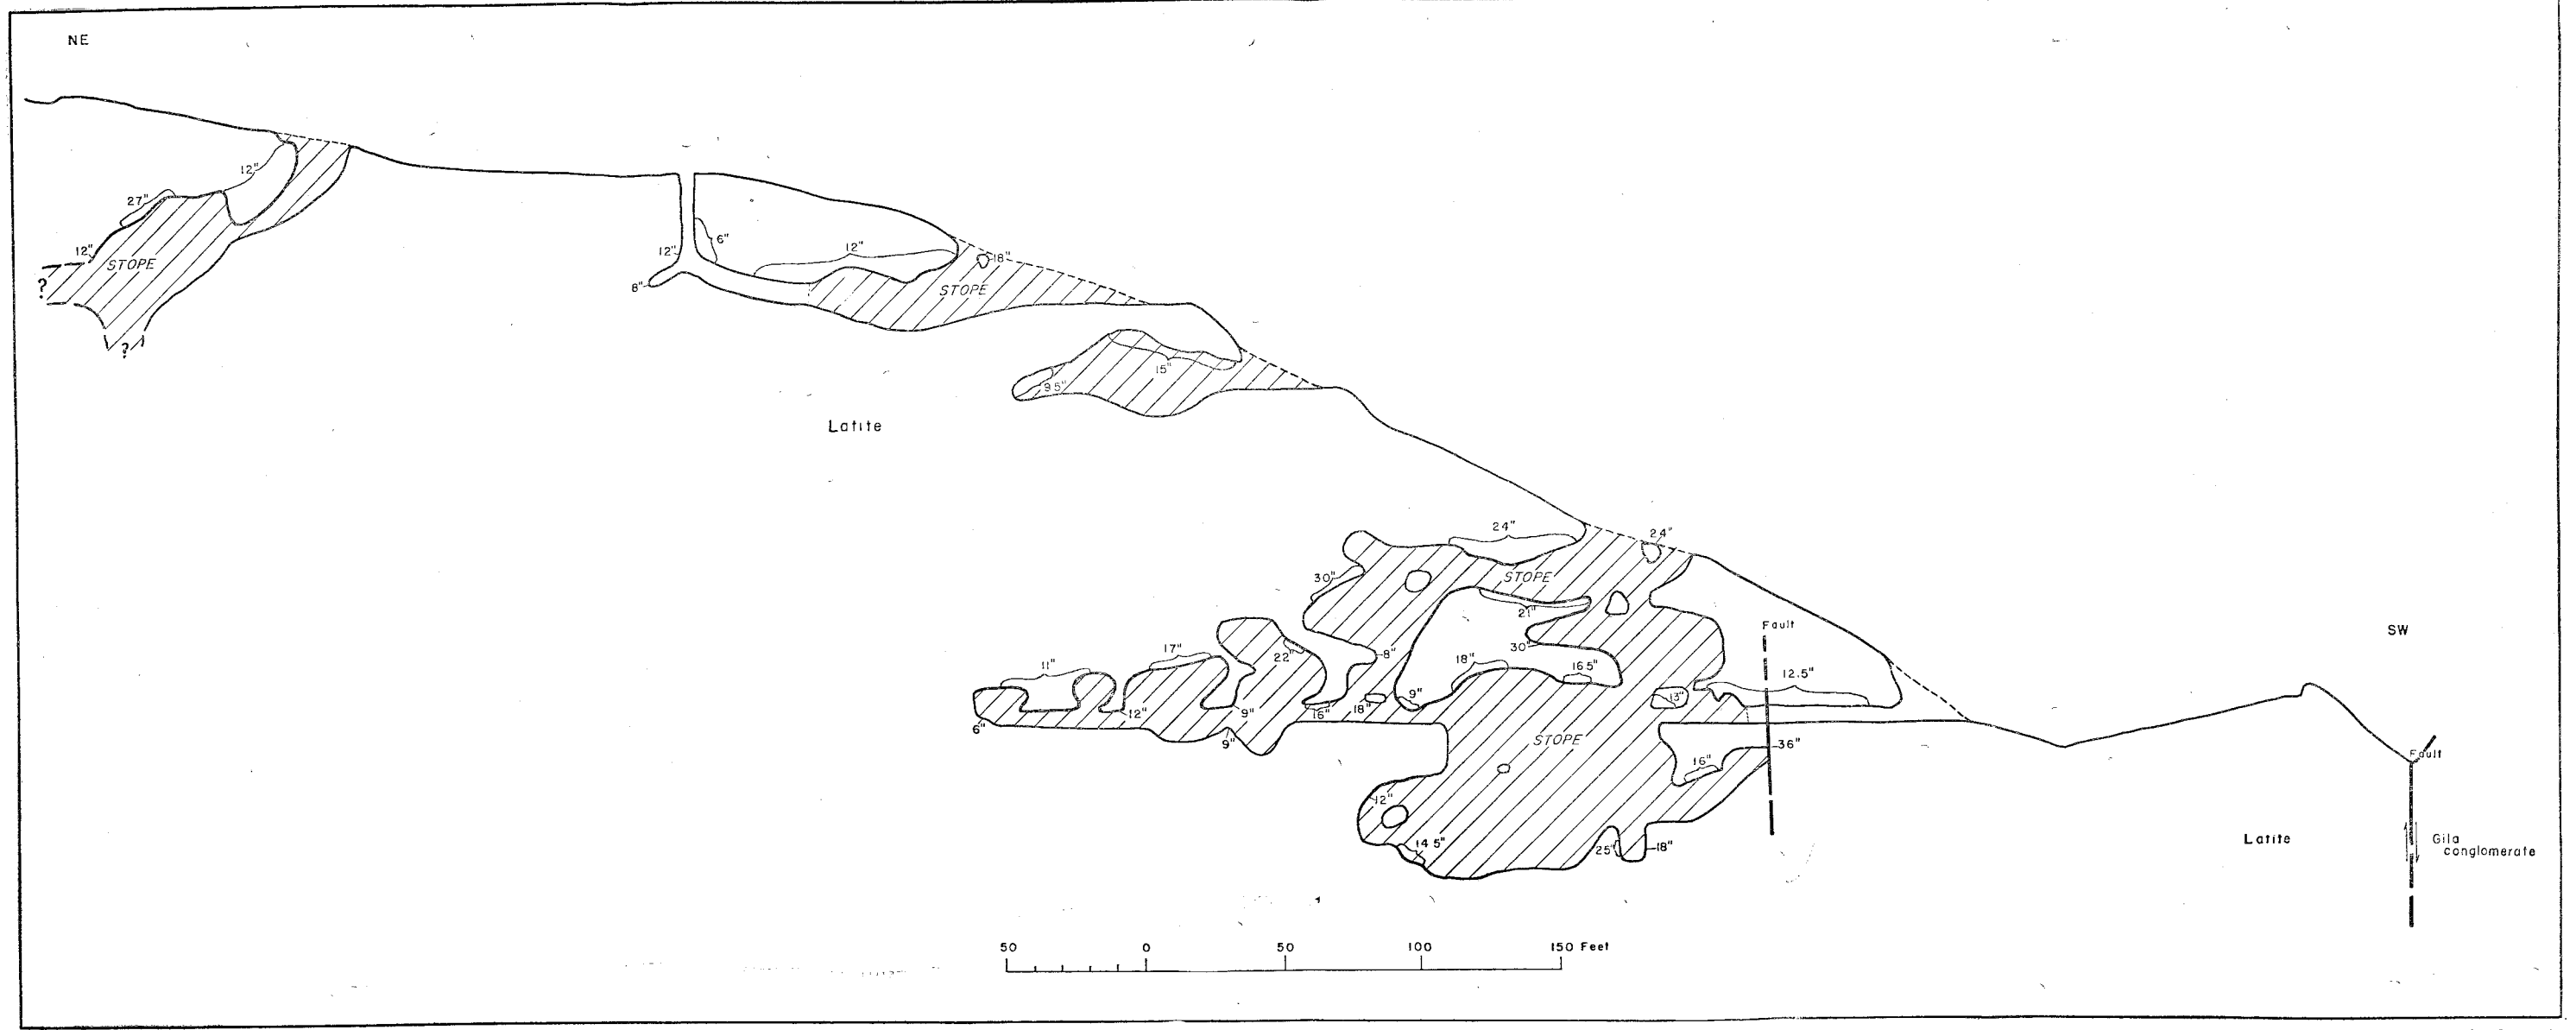 NE
12"
27"
12"
STOPE
?
?
12"
6"
12"
8"
18"
STOPE
15"
9.5"
Latite
24"
24"
30"
STOPE
21"
Fault
SW
30"
8"
22"
17"
11"
18"
16.5"
12.5"
9"
13"
18"
16"
9"
12"
6"
9"
STOPE
36"
16"
Fault
12"
14.5"
25"
18"
Latite
Gila
conglomerate
50 0 50 100 150 Feet